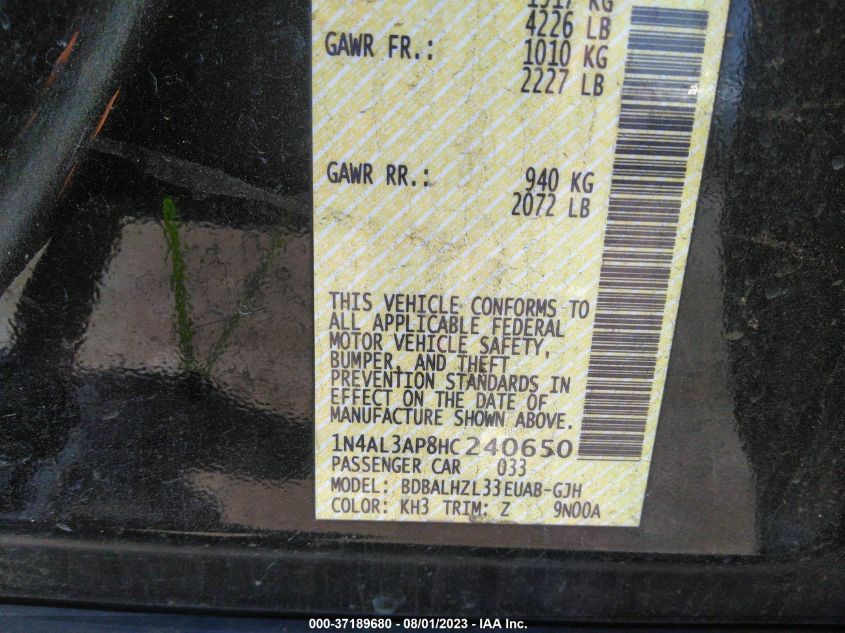 1917 KG
4226 LB
GAWR FR.: 1010 KG
2227 LB
GAWR RR.: 940 KG
2072 LB
THIS VEHICLE CONFORMS TO
ALL APPLICABLE FEDERAL
MOTOR VEHICLE SAFETY,
BUMPER, AND THEFT
PREVENTION STANDARDS IN
EFFECT ON THE DATE OF
MANUFACTURE SHOWN ABOVE.
1N4AL3AP8HC240650
PASSENGER CAR 033
MODEL: BDBALHZL33EUAB-GJH
COLOR: KH3 TRIM: Z 9N00A
000-37189680 - 08/01/2023 - IAA Inc.